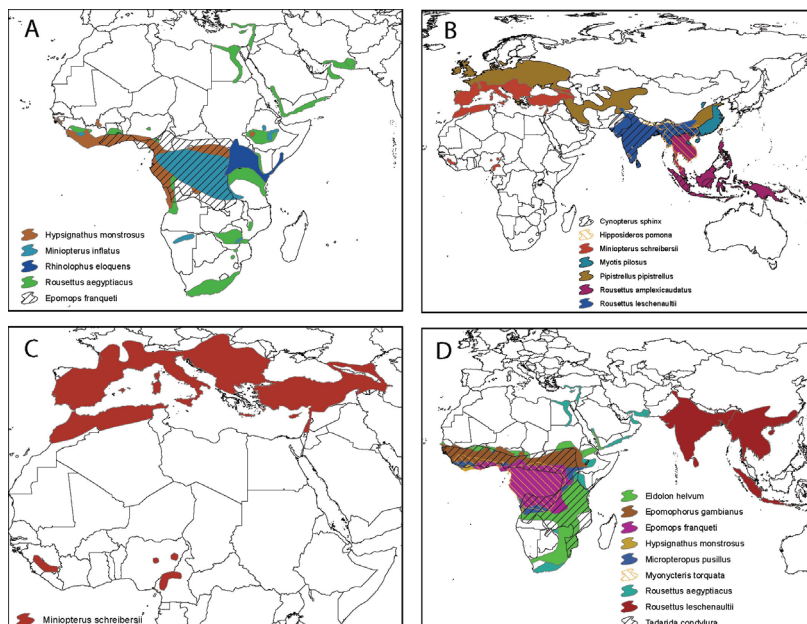 A
Hypsignathus monstrosus
Miniopterus inflatus
Rhinolophus eloquens
Rousettus aegyptiacus
Epomops franqueti
B
Cynopterus sphinx
Hipposideros pomona
Miniopterus schreibersii
Myotis pilosus
Pipistrellus pipistrellus
Rousettus amplexicaudatus
Rousettus leschenaultii
C
Miniopterus schreibersii
D
Eidolon helvum
Epomophorus gambianus
Epomops franqueti
Hypsignathus monstrosus
Micropteropus pusillus
Myonycteris torquata
Rousettus aegyptiacus
Rousettus leschenaultii
Tadarida condylura